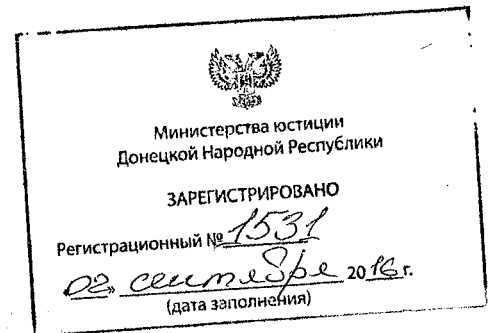 Министерства юстиции
Донецкой Народной Республики
ЗАРЕГИСТРИРОВАНО
Регистрационный № 1531
02» сентября 2016 г.
(дата заполнения)